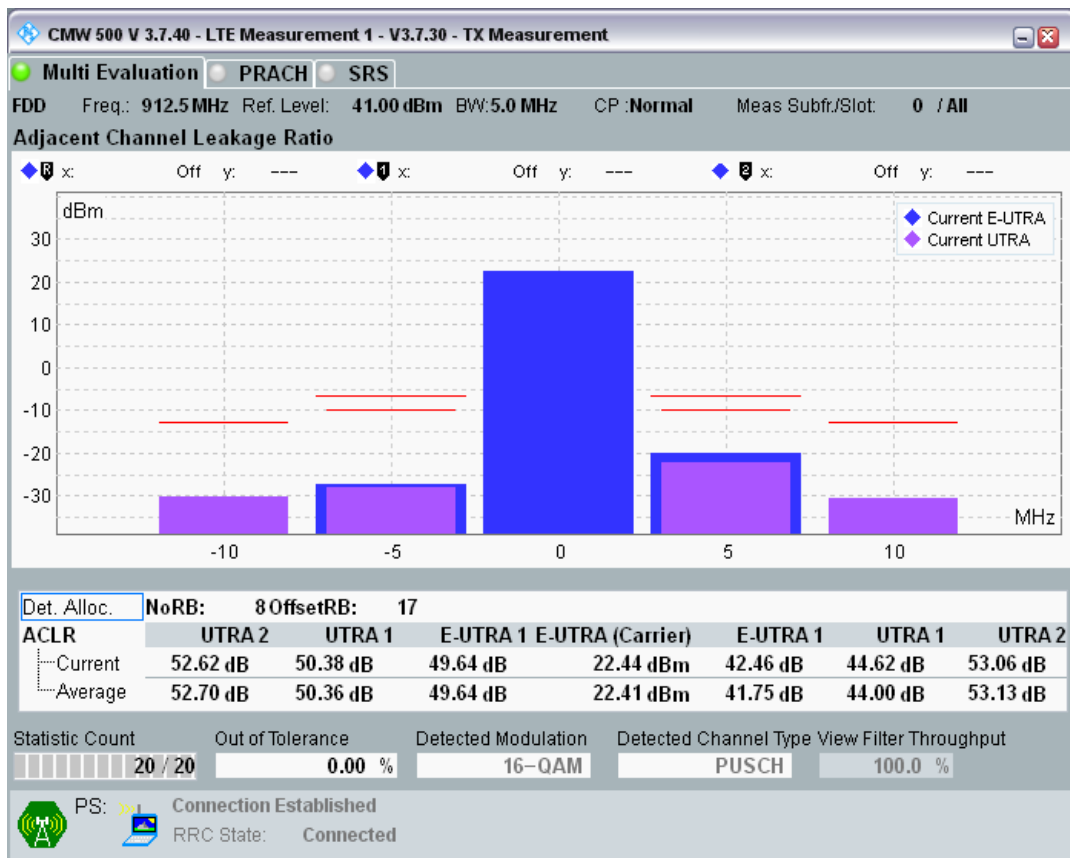 CMW 500 V 3.7.40 - LTE Measurement 1 - V3.7.30 - TX Measurement
Multi Evaluation PRACH SRS
FDD Freq.: 912.5 MHz Ref. Level: 41.00 dBm BW:5.0 MHz CP :Normal Meas Subfr./Slot: 0 / All
Adjacent Channel Leakage Ratio
R x: Off y: --- 1 x: Off y: --- 2 x: Off y: ---
dBm
Current E-UTRA
Current UTRA
30
20
10
0
-10
-20
-30
MHz
-10 -5 0 5 10
Det. Alloc. NoRB: 8 OffsetRB: 17
ACLR UTRA 2 UTRA 1 E-UTRA 1 E-UTRA (Carrier) E-UTRA 1 UTRA 1 UTRA 2
Current 52.62 dB 50.38 dB 49.64 dB 22.44 dBm 42.46 dB 44.62 dB 53.06 dB
Average 52.70 dB 50.36 dB 49.64 dB 22.41 dBm 41.75 dB 44.00 dB 53.13 dB
Statistic Count Out of Tolerance Detected Modulation Detected Channel Type View Filter Throughput
20 / 20 0.00 % 16-QAM PUSCH 100.0 %
PS: Connection Established
RRC State: Connected